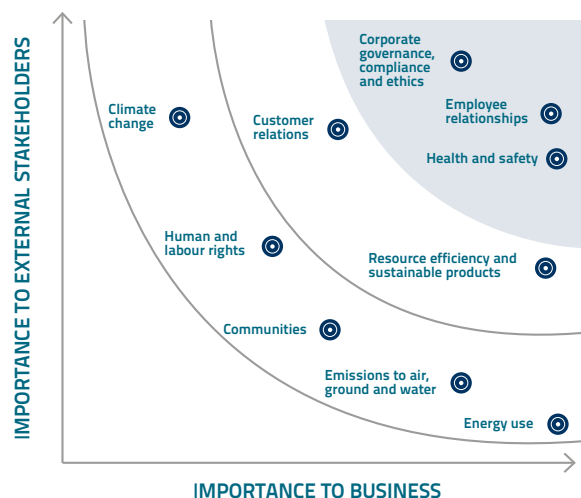 IMPORTANCE TO EXTERNAL STAKEHOLDERS
Corporate
governance,
compliance
and ethics
Climate
change
Customer
relations
Employee
relationships
Health and safety
Human and
labour rights
Resource efficiency and
sustainable products
Communities
Emissions to air,
ground and water
Energy use
IMPORTANCE TO BUSINESS